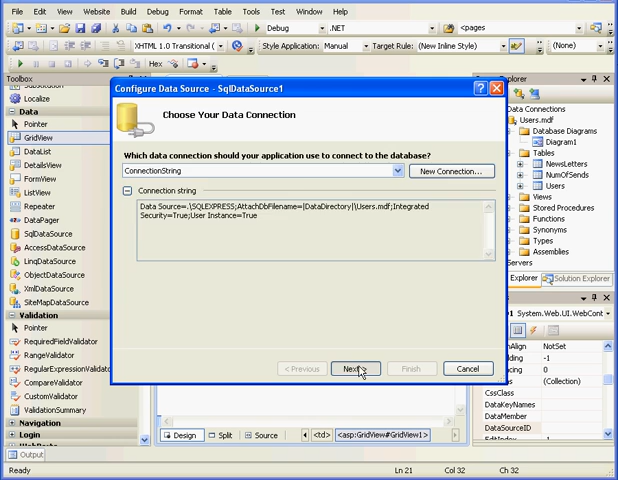 File Edit View Website Build Debug Data Format Table Tools Test Window Help
Debug .NET <pages
XHTML 1.0 Transitional ( Style Application: Manual Target Rule: (New Inline Style) (None)
Hex
Toolbox
Explorer
Substitution
Localize
Data
Pointer
GridView
DataList
DetailsView
FormView
ListView
Repeater
DataPager
SqlDataSource
AccessDataSource
LinqDataSource
ObjectDataSource
XmlDataSource
SiteMapDataSource
Validation
Pointer
RequiredFieldValidator
RangeValidator
RegularExpressionValidato
CompareValidator
CustomValidator
ValidationSummary
Navigation
Login
Configure Data Source - SqlDataSource1
Choose Your Data Connection
Which data connection should your application use to connect to the database?
ConnectionString
New Connection...
Connection string
Data Source=.\SQLEXPRESS;AttachDbFilename=|DataDirectory|\Users.mdf;Integrated
Security=True;User Instance=True
< Previous
Next >
Finish
Cancel
Data Connections
Users.mdf
Database Diagrams
Diagram1
Tables
NewsLetters
NumOfSends
Users
Views
Stored Procedures
Functions
Synonyms
Types
Assemblies
Servers
Explorer Solution Explorer
System.Web.UI.WebCont
NotSet
-1
0
(Collection)
CssClass
DataKeyNames
DataMember
DataSourceID
EditIndex -1
Design Split Source <td> <asp:GridView#GridView1>
Output
Ready Ln 21 Col 32 Ch 32